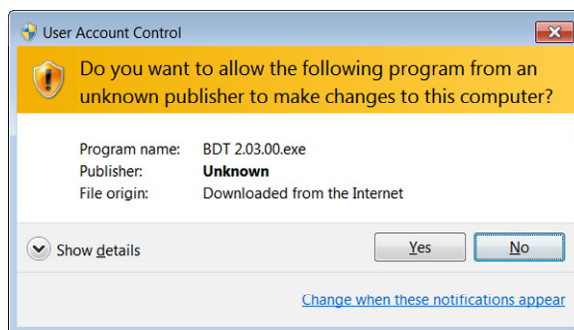 User Account Control
Do you want to allow the following program from an
unknown publisher to make changes to this computer?
Program name: BDT 2.03.00.exe
Publisher: Unknown
File origin: Downloaded from the Internet
Show details
Yes No
Change when these notifications appear